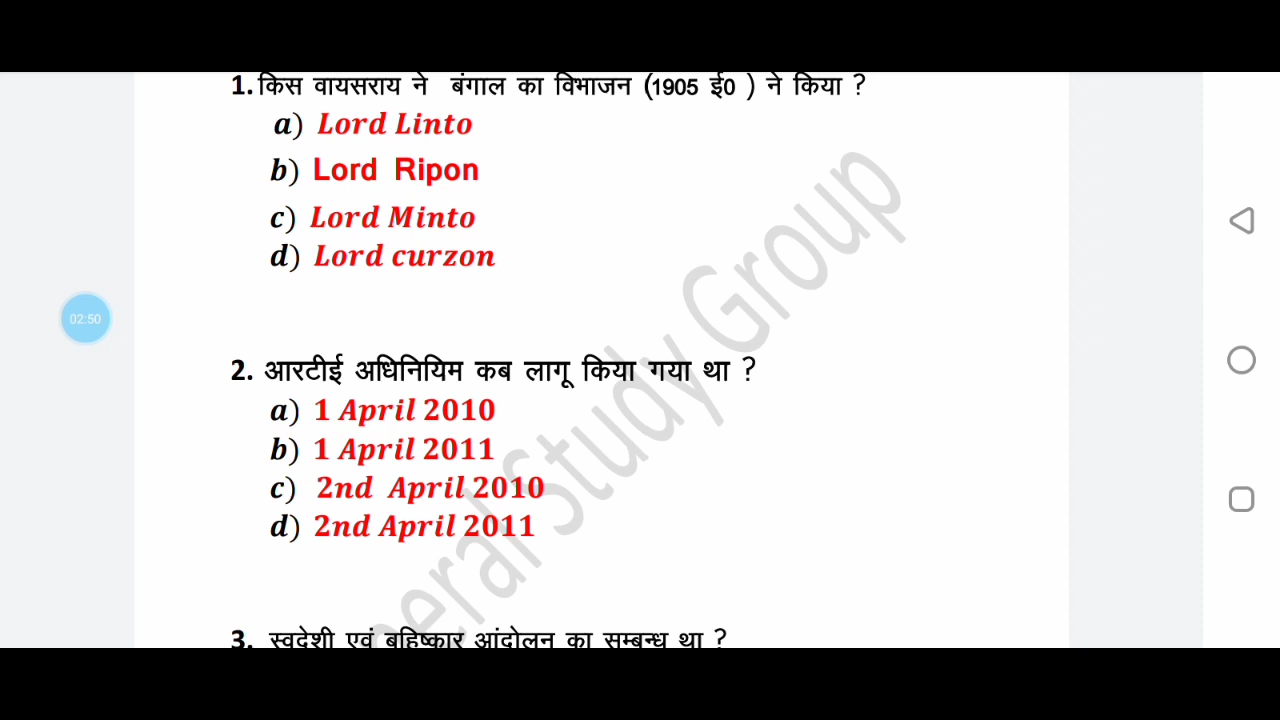 1. किस वायसराय ने बंगाल का विभाजन (1905 ई0 ) ने किया ?
a) Lord Linto
b) Lord Ripon
c) Lord Minto
d) Lord curzon
02:50
2. आरटीई अधिनियिम कब लागू किया गया था ?
a) 1 April 2010
b) 1 April 2011
c) 2nd April 2010
d) 2nd April 2011
3. स्वदेशी एवं बहिष्कार आंदोलन का सम्बन्ध था ?
Study Group